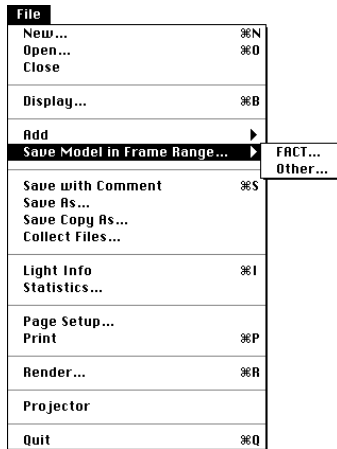 File
New... ⌘N
Open... ⌘O
Close
Display... ⌘B
Add
Save Model in Frame Range...
FACT...
Other...
Save with Comment ⌘S
Save As...
Save Copy As...
Collect Files...
Light Info ⌘I
Statistics...
Page Setup...
Print ⌘P
Render... ⌘R
Projector
Quit ⌘Q